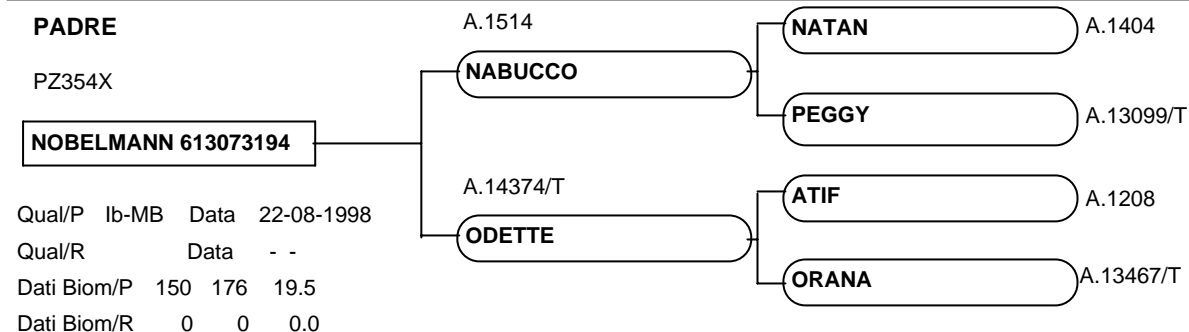 PADRE
A.1514
NATAN
A.1404
PZ354X
NABUCCO
PEGGY
A.13099/T
NOBELMANN 613073194
A.14374/T
ATIF
A.1208
Qual/P Ib-MB Data 22-08-1998
ODETTE
Qual/R Data - -
ORANA
A.13467/T
Dati Biom/P 150 176 19.5
Dati Biom/R 0 0 0.0